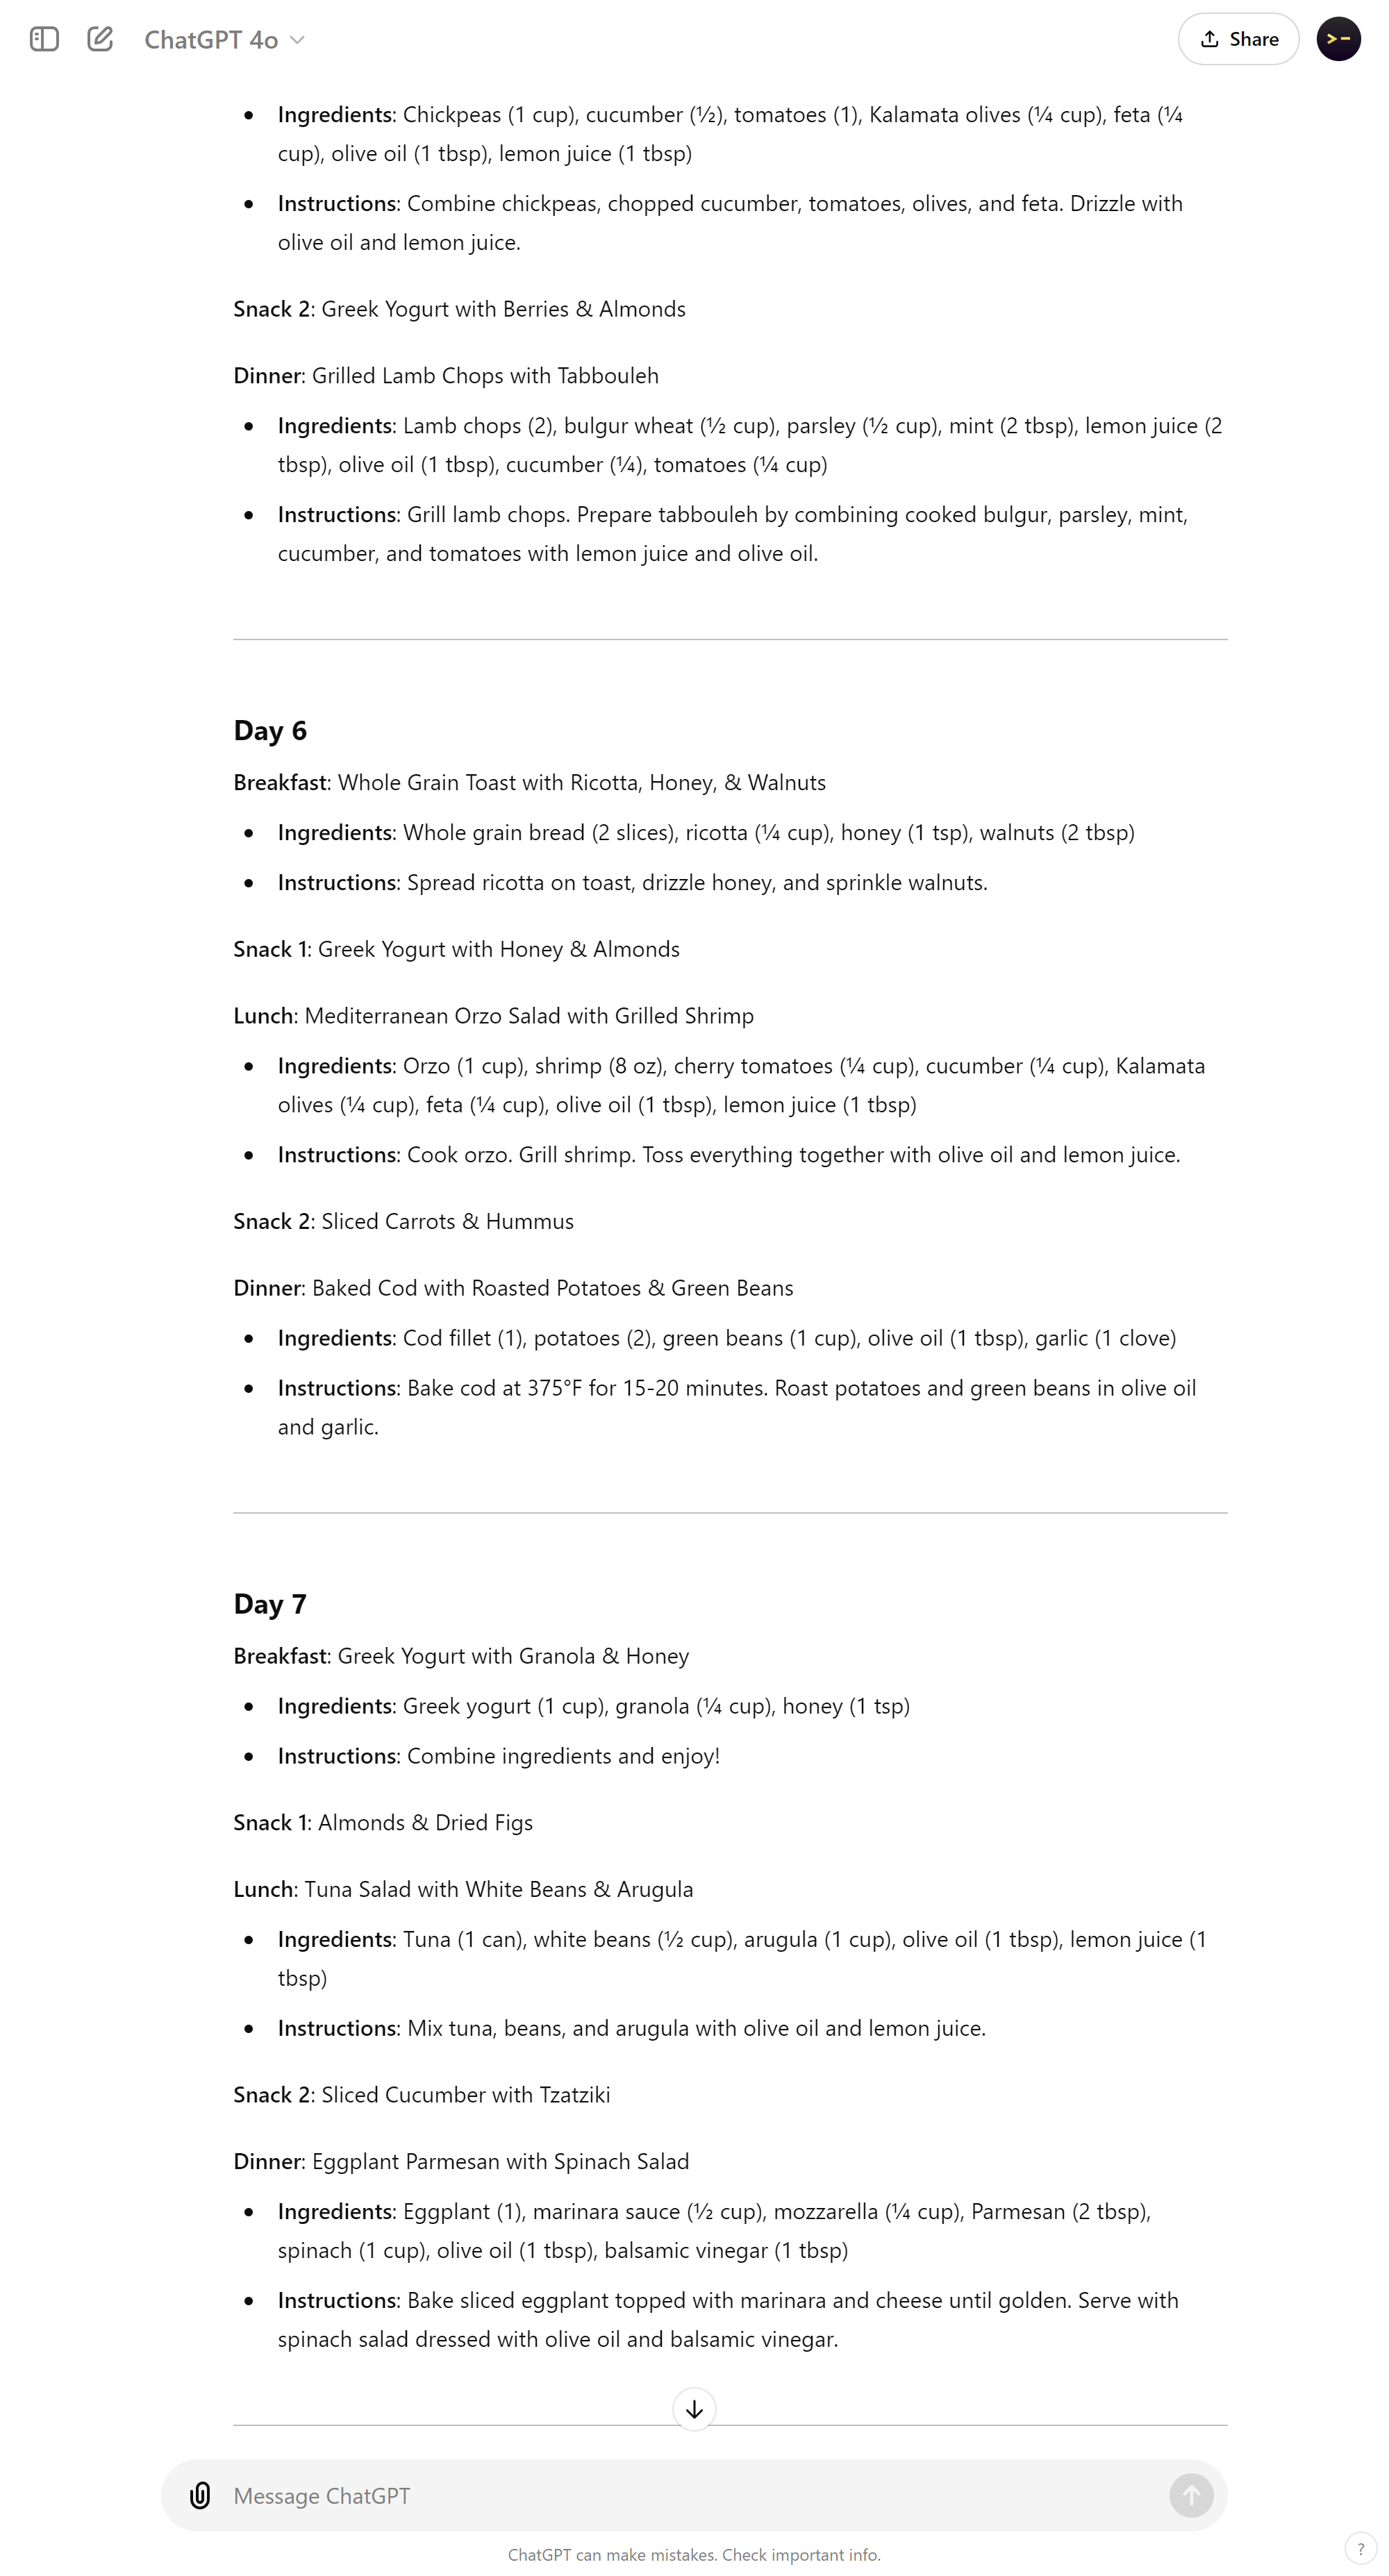 ChatGPT 4o
Share
Ingredients: Chickpeas (1 cup), cucumber (½), tomatoes (1), Kalamata olives (¼ cup), feta (¼
cup), olive oil (1 tbsp), lemon juice (1 tbsp)
Instructions: Combine chickpeas, chopped cucumber, tomatoes, olives, and feta. Drizzle with
olive oil and lemon juice.
Snack 2: Greek Yogurt with Berries & Almonds
Dinner: Grilled Lamb Chops with Tabbouleh
Ingredients: Lamb chops (2), bulgur wheat (½ cup), parsley (½ cup), mint (2 tbsp), lemon juice (2
tbsp), olive oil (1 tbsp), cucumber (¼), tomatoes (¼ cup)
Instructions: Grill lamb chops. Prepare tabbouleh by combining cooked bulgur, parsley, mint,
cucumber, and tomatoes with lemon juice and olive oil.
Day 6
Breakfast: Whole Grain Toast with Ricotta, Honey, & Walnuts
Ingredients: Whole grain bread (2 slices), ricotta (¼ cup), honey (1 tsp), walnuts (2 tbsp)
Instructions: Spread ricotta on toast, drizzle honey, and sprinkle walnuts.
Snack 1: Greek Yogurt with Honey & Almonds
Lunch: Mediterranean Orzo Salad with Grilled Shrimp
Ingredients: Orzo (1 cup), shrimp (8 oz), cherry tomatoes (¼ cup), cucumber (¼ cup), Kalamata
olives (¼ cup), feta (¼ cup), olive oil (1 tbsp), lemon juice (1 tbsp)
Instructions: Cook orzo. Grill shrimp. Toss everything together with olive oil and lemon juice.
Snack 2: Sliced Carrots & Hummus
Dinner: Baked Cod with Roasted Potatoes & Green Beans
Ingredients: Cod fillet (1), potatoes (2), green beans (1 cup), olive oil (1 tbsp), garlic (1 clove)
Instructions: Bake cod at 375°F for 15-20 minutes. Roast potatoes and green beans in olive oil
and garlic.
Day 7
Breakfast: Greek Yogurt with Granola & Honey
Ingredients: Greek yogurt (1 cup), granola (¼ cup), honey (1 tsp)
Instructions: Combine ingredients and enjoy!
Snack 1: Almonds & Dried Figs
Lunch: Tuna Salad with White Beans & Arugula
Ingredients: Tuna (1 can), white beans (½ cup), arugula (1 cup), olive oil (1 tbsp), lemon juice (1
tbsp)
Instructions: Mix tuna, beans, and arugula with olive oil and lemon juice.
Snack 2: Sliced Cucumber with Tzatziki
Dinner: Eggplant Parmesan with Spinach Salad
Ingredients: Eggplant (1), marinara sauce (½ cup), mozzarella (¼ cup), Parmesan (2 tbsp),
spinach (1 cup), olive oil (1 tbsp), balsamic vinegar (1 tbsp)
Instructions: Bake sliced eggplant topped with marinara and cheese until golden. Serve with
spinach salad dressed with olive oil and balsamic vinegar.
Message ChatGPT
ChatGPT can make mistakes. Check important info.
?